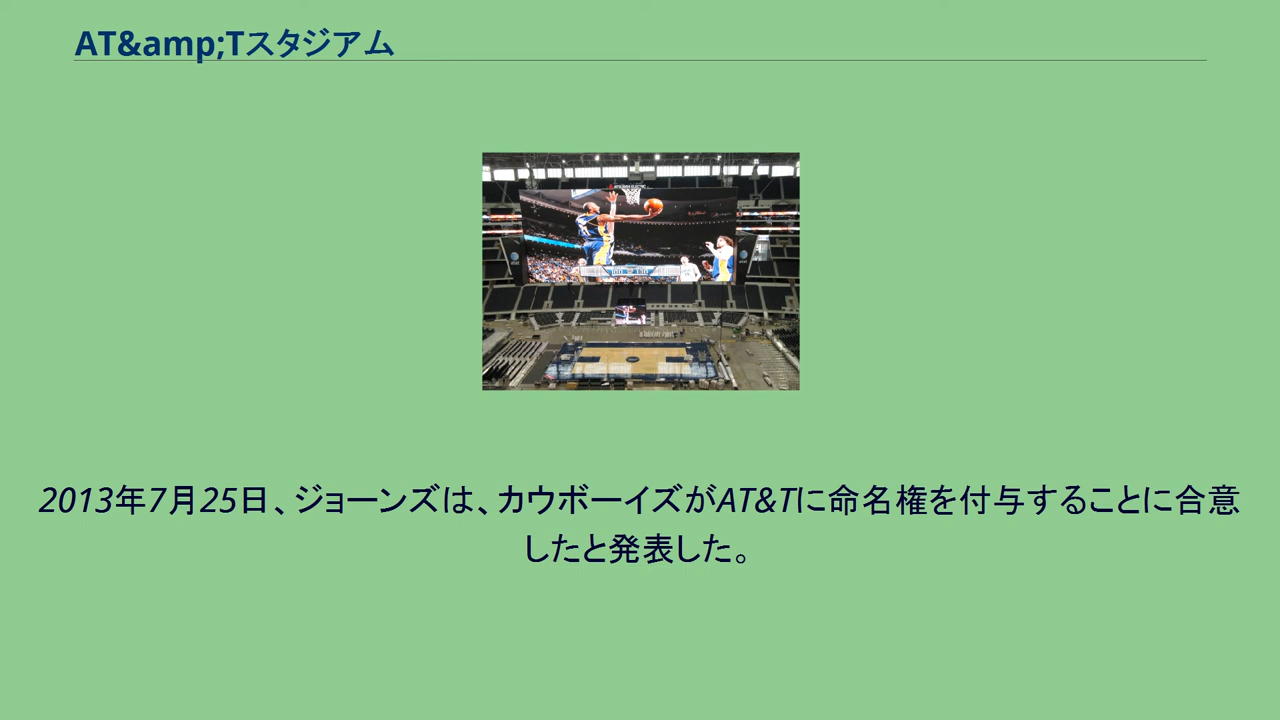 AT&amp;Tスタジアム
2013年7月25日、ジョーンズは、カウボーイズがAT&Tに命名権を付与することに合意
したと発表した。